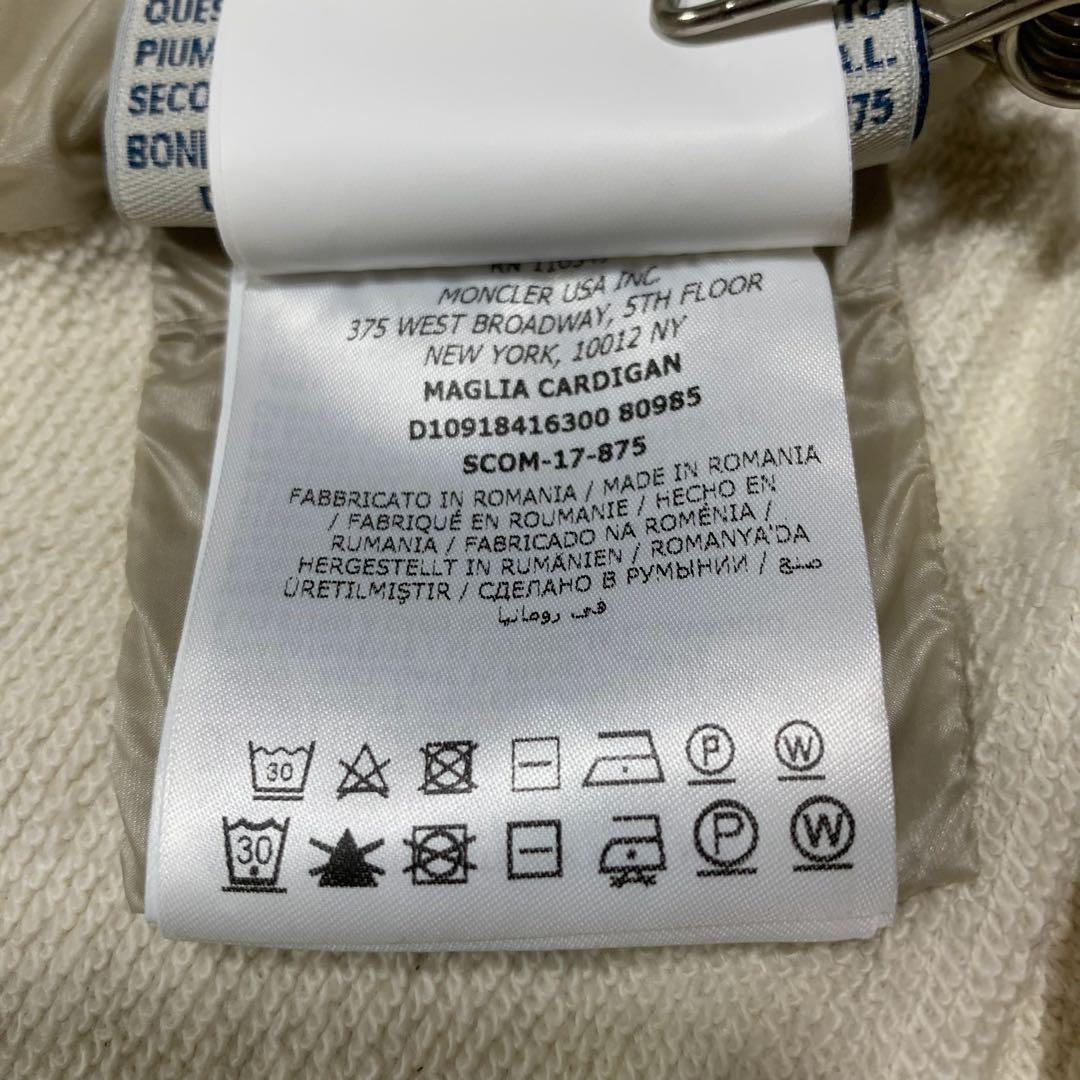 QUES
PIUM
SECO
BONI
TO
A.L.
75
MONCLER USA INC.
375 WEST BROADWAY, 5TH FLOOR
NEW YORK, 10012 NY
MAGLIA CARDIGAN
D10918416300 80985
SCOM-17-875
FABBRICATO IN ROMANIA / MADE IN ROMANIA
/ FABRIQUÉ EN ROUMANIE / HECHO EN
RUMANIA / FABRICADO NA ROMÉNIA /
HERGESTELLT IN RUMÄNIEN / ROMANYA'DA
ÜRETILMIŞTIR / СДЕЛАНО В РУМЫНИИ / صنع
في رومانيا
30 P W
30 P W